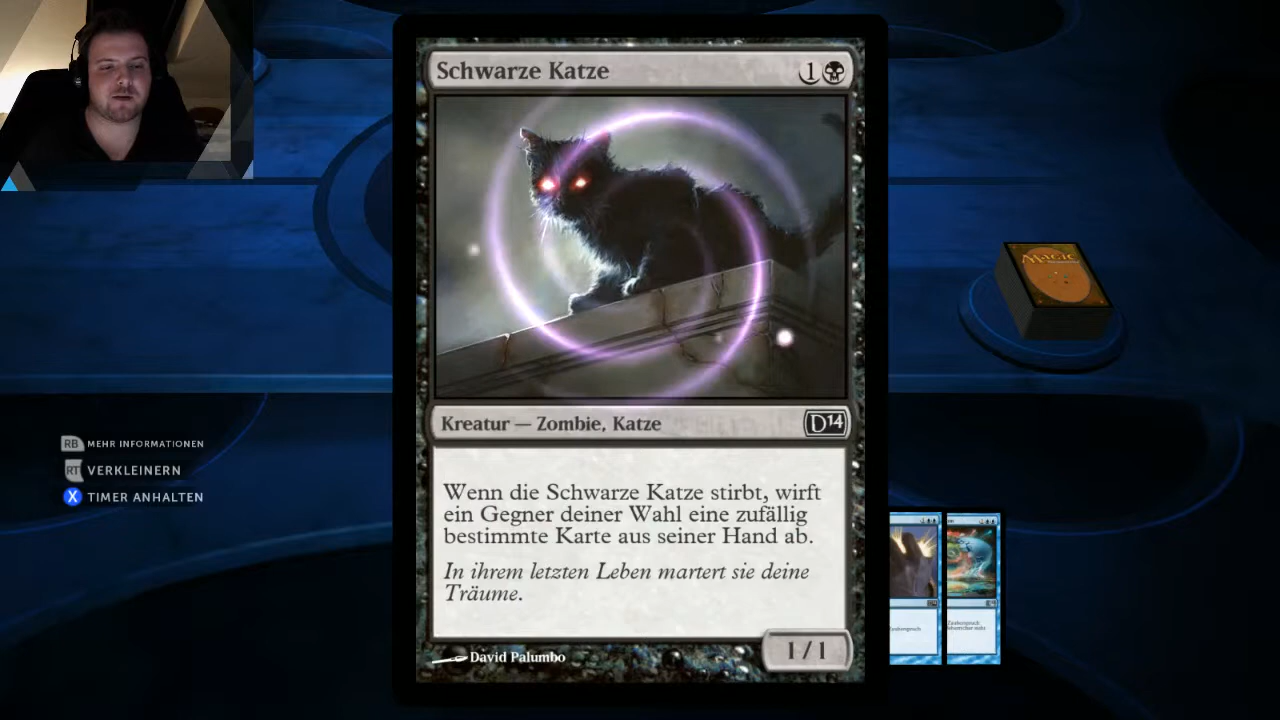 Schwarze Katze 1
MAGIC
Kreatur — Zombie, Katze D14
RB MEHR INFORMATIONEN
RT VERKLEINERN
X TIMER ANHALTEN
Wenn die Schwarze Katze stirbt, wirft
ein Gegner deiner Wahl eine zufällig
bestimmte Karte aus seiner Hand ab.
In ihrem letzten Leben martert sie deine
Träume.
David Palumbo
1/1